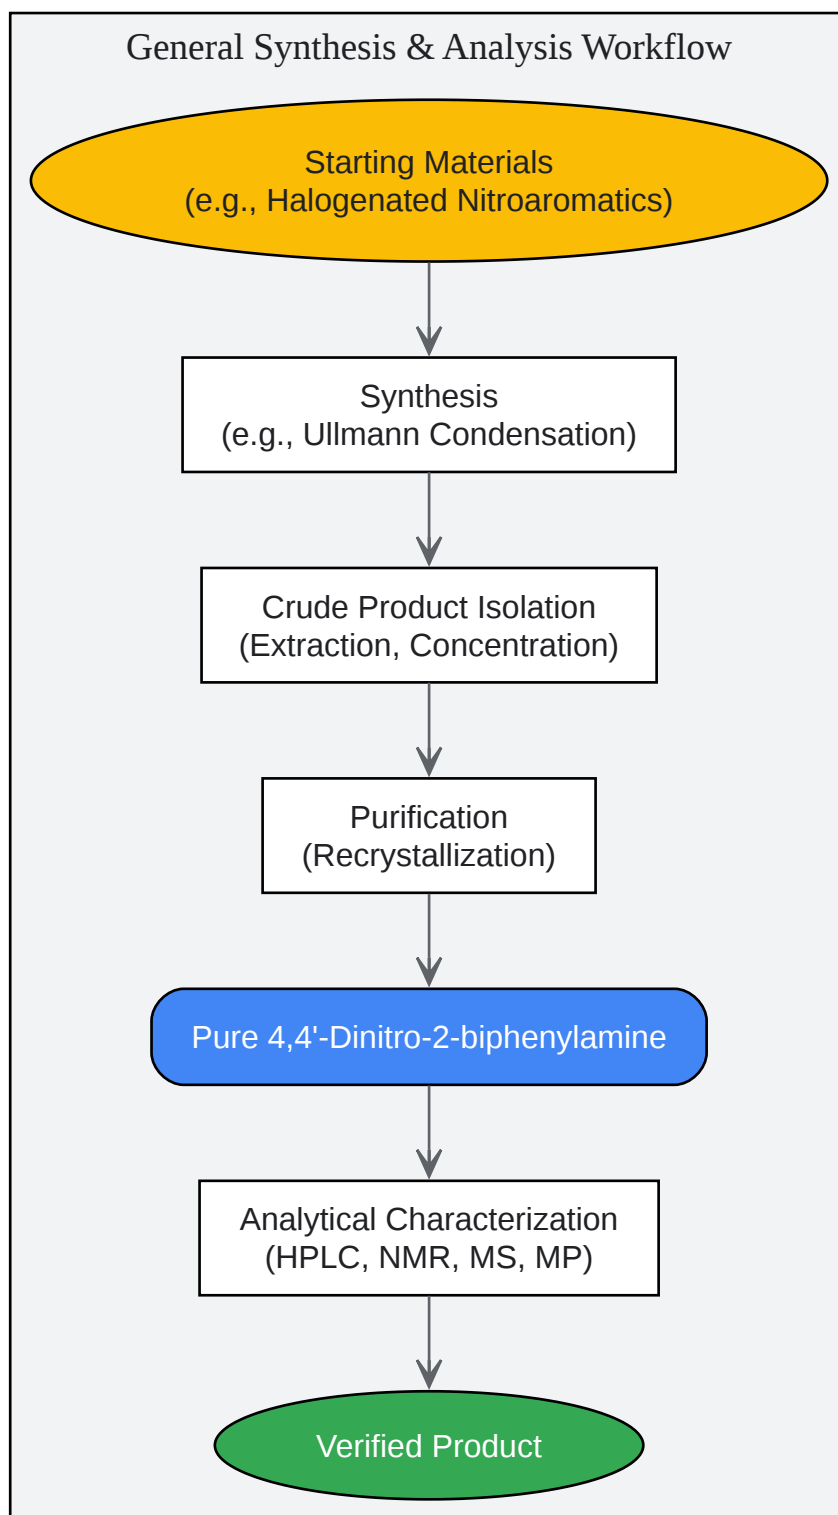 General Synthesis & Analysis Workflow
Starting Materials
(e.g., Halogenated Nitroaromatics)
Synthesis
(e.g., Ullmann Condensation)
Crude Product Isolation
(Extraction, Concentration)
Purification
(Recrystallization)
Pure 4,4'-Dinitro-2-biphenylamine
Analytical Characterization
(HPLC, NMR, MS, MP)
Verified Product